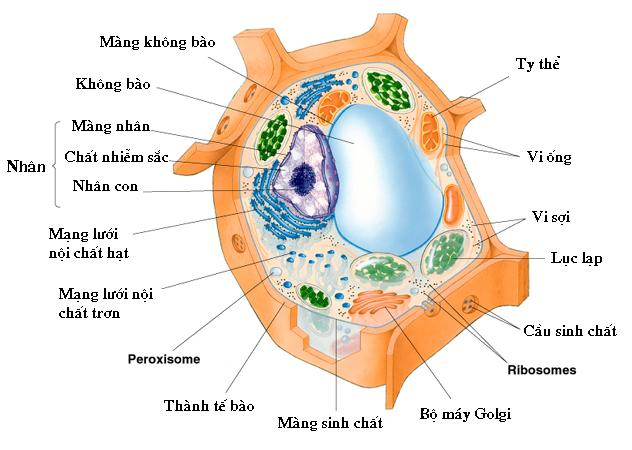 Màng không bào
Không bào
Màng nhân
Nhân
Chất nhiễm sắc
Nhân con
Mạng lưới
nội chất hạt
Mạng lưới nội
chất trơn
Peroxisome
Thành tế bào
Màng sinh chất
Bộ máy Golgi
Ribosomes
Cầu sinh chất
Lục lạp
Vi sợi
Vi ống
Ty thể